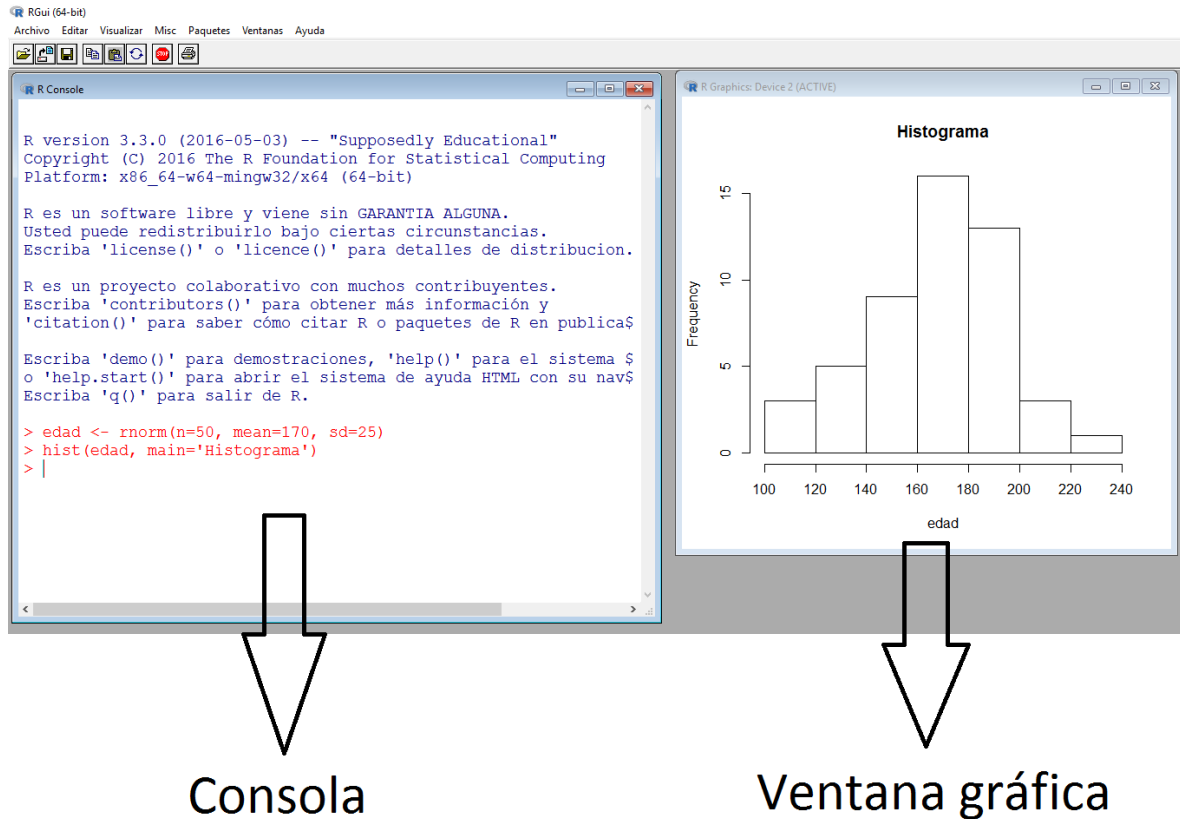 RGui (64-bit)
Archivo Editar Visualizar Misc Paquetes Ventanas Ayuda
STOP
R Console
R version 3.3.0 (2016-05-03) -- "Supposedly Educational"
Copyright (C) 2016 The R Foundation for Statistical Computing
Platform: x86_64-w64-mingw32/x64 (64-bit)
R es un software libre y viene sin GARANTIA ALGUNA.
Usted puede redistribuirlo bajo ciertas circunstancias.
Escriba 'license()' o 'licence()' para detalles de distribucion.
R es un proyecto colaborativo con muchos contribuyentes.
Escriba 'contributors()' para obtener más información y
'citation()' para saber cómo citar R o paquetes de R en publica$
Escriba 'demo()' para demostraciones, 'help()' para el sistema $
o 'help.start()' para abrir el sistema de ayuda HTML con su nav$
Escriba 'q()' para salir de R.
> edad <- rnorm(n=50, mean=170, sd=25)
> hist(edad, main='Histograma')
>
R Graphics: Device 2 (ACTIVE)
Histograma
Frequency
15
10
5
0
100 120 140 160 180 200 220 240
edad
Consola
Ventana gráfica